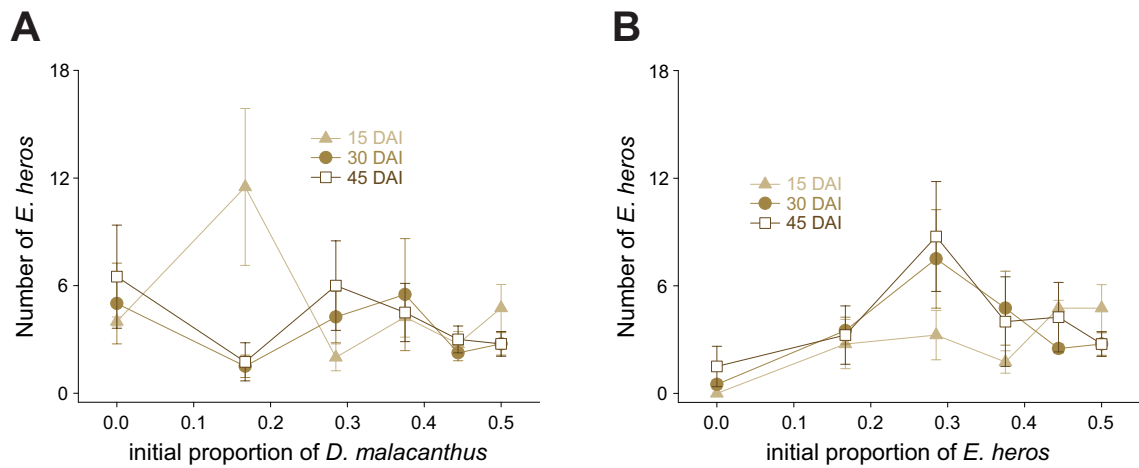 A
B
Number of E. heros
18
12
6
0
15 DAI
30 DAI
45 DAI
0.0 0.1 0.2 0.3 0.4 0.5
initial proportion of D. malacanthus
Number of E. heros
18
12
6
0
15 DAI
30 DAI
45 DAI
0.0 0.1 0.2 0.3 0.4 0.5
initial proportion of E. heros